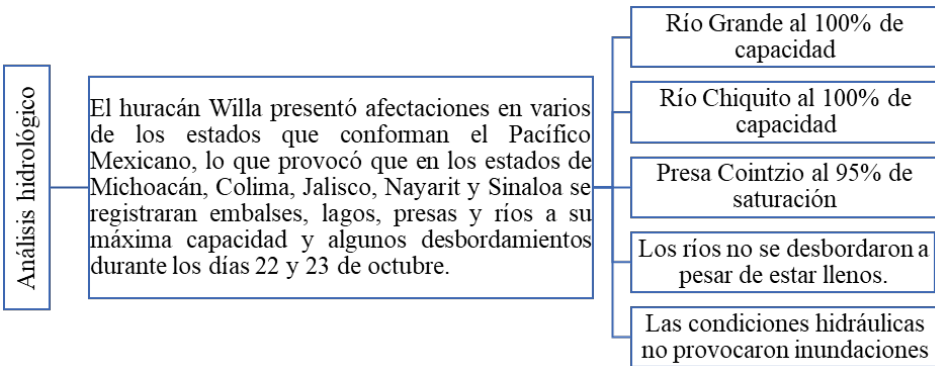 Análisis hidrológico
El huracán Willa presentó afectaciones en varios
de los estados que conforman el Pacífico
Mexicano, lo que provocó que en los estados de
Michoacán, Colima, Jalisco, Nayarit y Sinaloa se
registraran embalses, lagos, presas y ríos a su
máxima capacidad y algunos desbordamientos
durante los días 22 y 23 de octubre.
Río Grande al 100% de
capacidad
Río Chiquito al 100% de
capacidad
Presa Cointzio al 95% de
saturación
Los ríos no se desbordaron a
pesar de estar llenos.
Las condiciones hidráulicas
no provocaron inundaciones